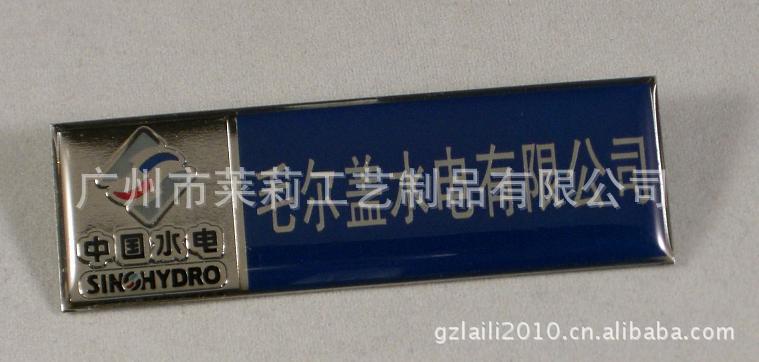 广州市莱莉工艺制品有限公司
毛尔盖水电有限公司
中国水电
SINOHYDRO
gzlaili2010.cn.alibaba.com